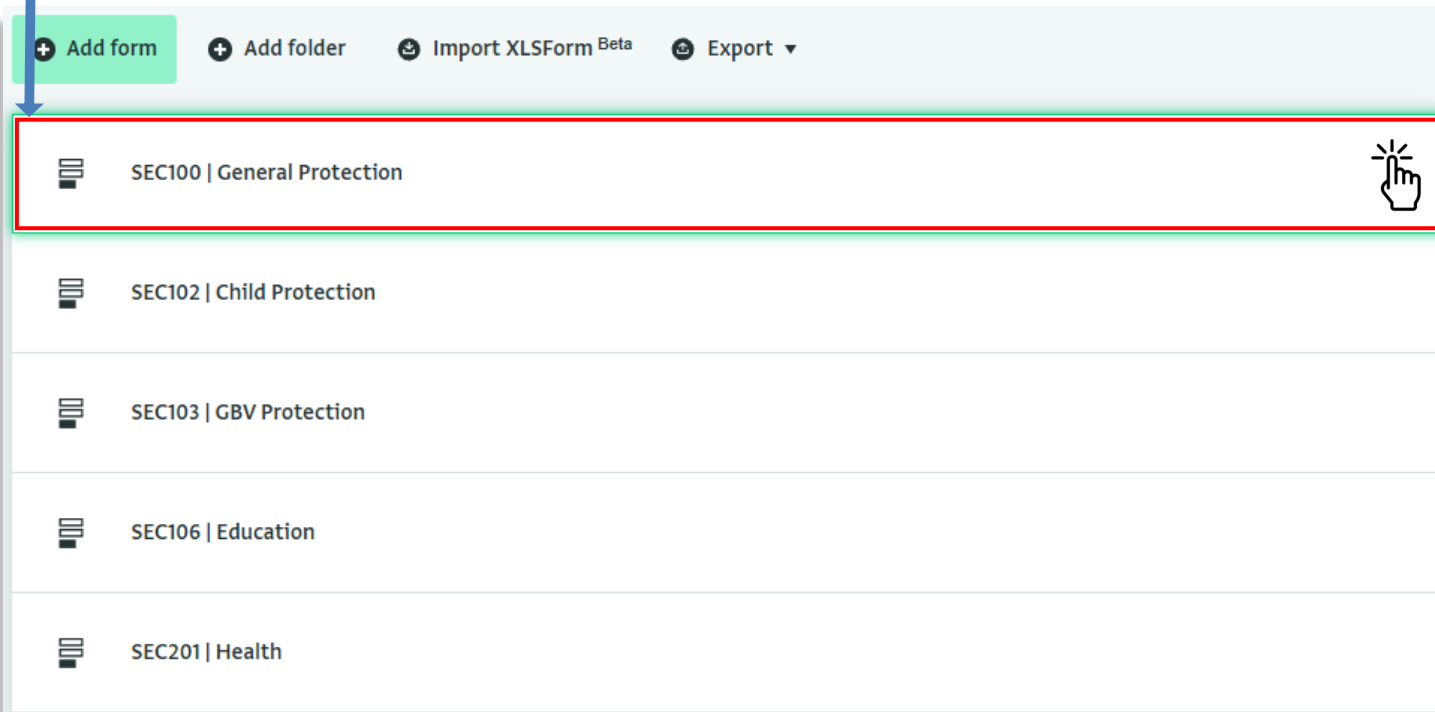 Add form Add folder Import XLSForm Beta Export
SEC100 | General Protection
SEC102 | Child Protection
SEC103 | GBV Protection
SEC106 | Education
SEC201 | Health